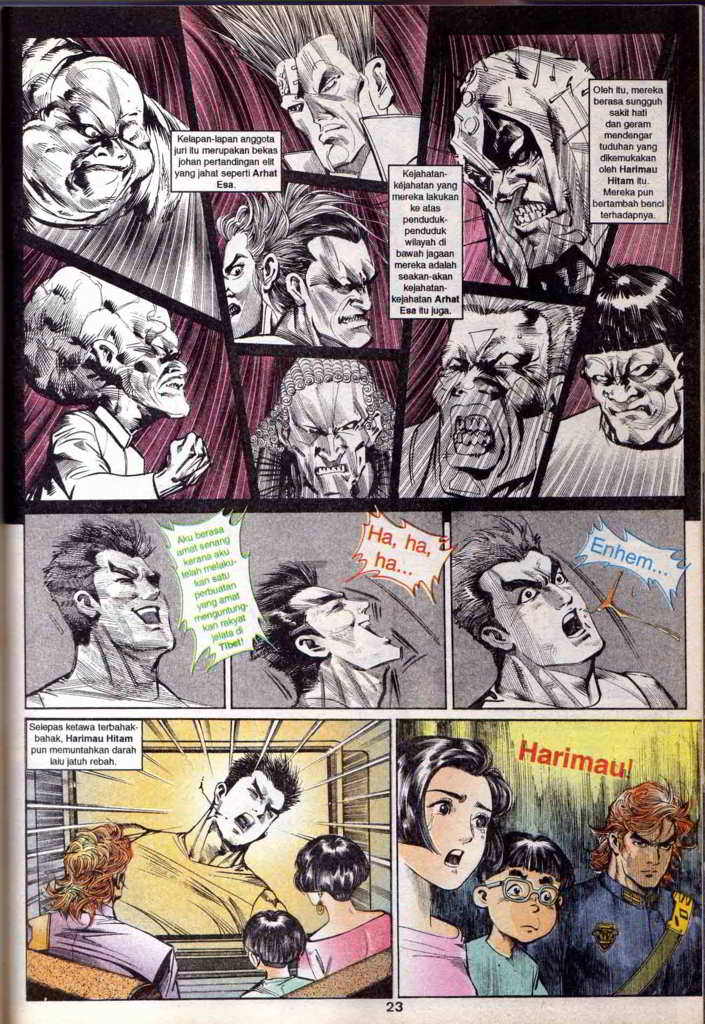 Kelapan-lapan anggota
juri itu merupakan bekas
johan pertandingan elit
yang jahat seperti Arhat
Esa.
Kejahatan-
kejahatan yang
mereka lakukan
ke atas
penduduk-
penduduk
wilayah di
bawah jagaan
mereka adalah
seakan-akan
kejahatan-
kejahatan Arhat
Esa itu juga.
Oleh itu, mereka
berasa sungguh
sakit hati
dan geram
mendengar
tuduhan yang
dikemukakan
oleh Harimau
Hitam itu.
Mereka pun
bertambah benci
terhadapnya.
Aku berasa
amat senang
karana aku
telah melaku-
kan satu
perbuatan
yang amat
menguntung-
kan rakyat
jelata di
Tibet!
Ha, ha,
ha...
Enhem...
Selepas ketawa terbahak-
bahak, Harimau Hitam
pun memuntahkan darah
lalu jatuh rebah.
Harimau!
23